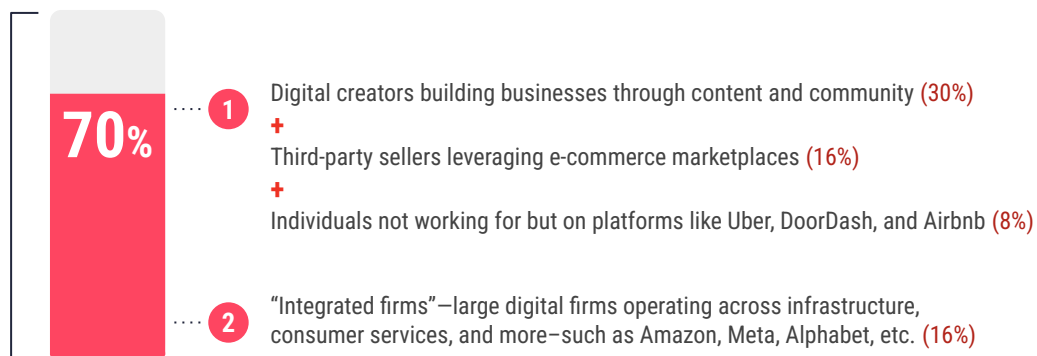 70%
1
Digital creators building businesses through content and community (30%)
+
Third-party sellers leveraging e-commerce marketplaces (16%)
+
Individuals not working for but on platforms like Uber, DoorDash, and Airbnb (8%)
2
“Integrated firms”—large digital firms operating across infrastructure,
consumer services, and more–such as Amazon, Meta, Alphabet, etc. (16%)